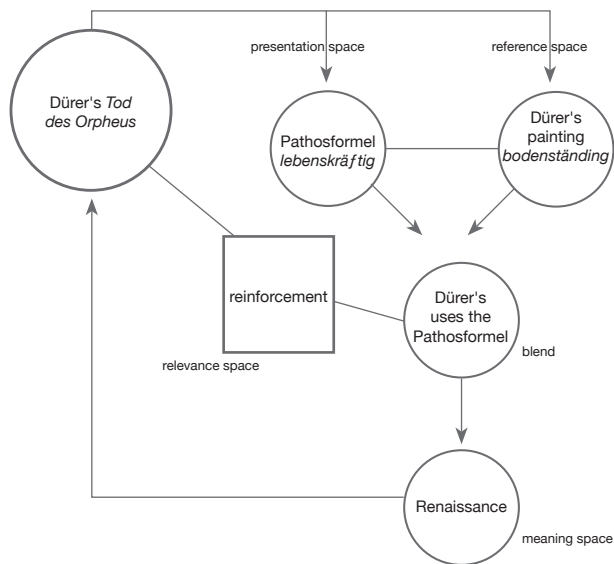 presentation space
reference space
Dürer's Tod
des Orpheus
Pathosformel
lebenskräftig
Dürer's
painting
bodenständing
reinforcement
relevance space
Dürer's
uses the
Pathosformel
blend
Renaissance
meaning space